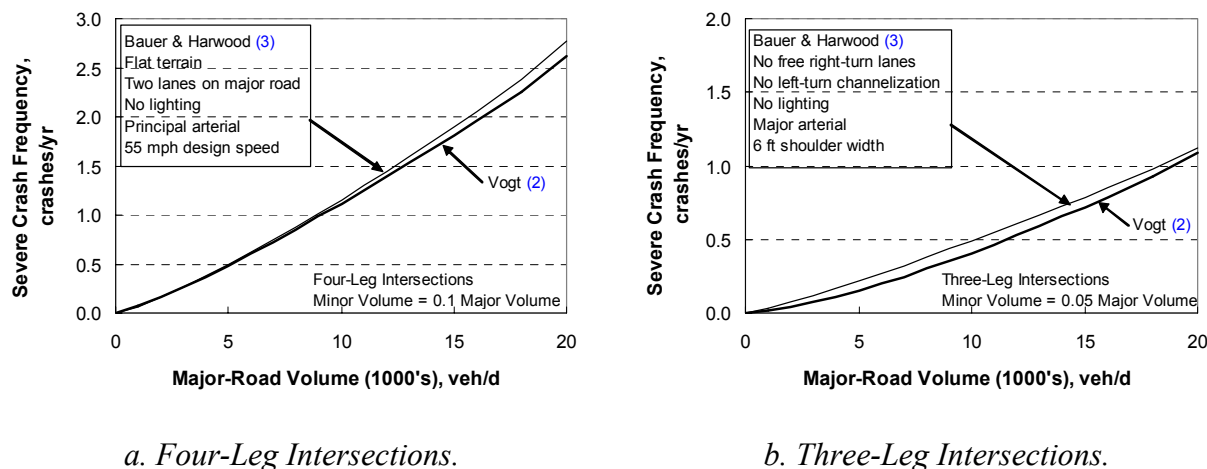 3.0
2.5
2.0
1.5
1.0
0.5
0.0
Severe Crash Frequency,
crashes/yr
Bauer & Harwood (3)
Flat terrain
Two lanes on major road
No lighting
Principal arterial
55 mph design speed
Vogt (2)
Four-Leg Intersections
Minor Volume = 0.1 Major Volume
0 5 10 15 20
Major-Road Volume (1000's), veh/d
a. Four-Leg Intersections.
2.0
1.5
1.0
0.5
0.0
Severe Crash Frequency,
crashes/yr
Bauer & Harwood (3)
No free right-turn lanes
No left-turn channelization
No lighting
Major arterial
6 ft shoulder width
Vogt (2)
Three-Leg Intersections
Minor Volume = 0.05 Major Volume
0 5 10 15 20
Major-Road Volume (1000's), veh/d
b. Three-Leg Intersections.